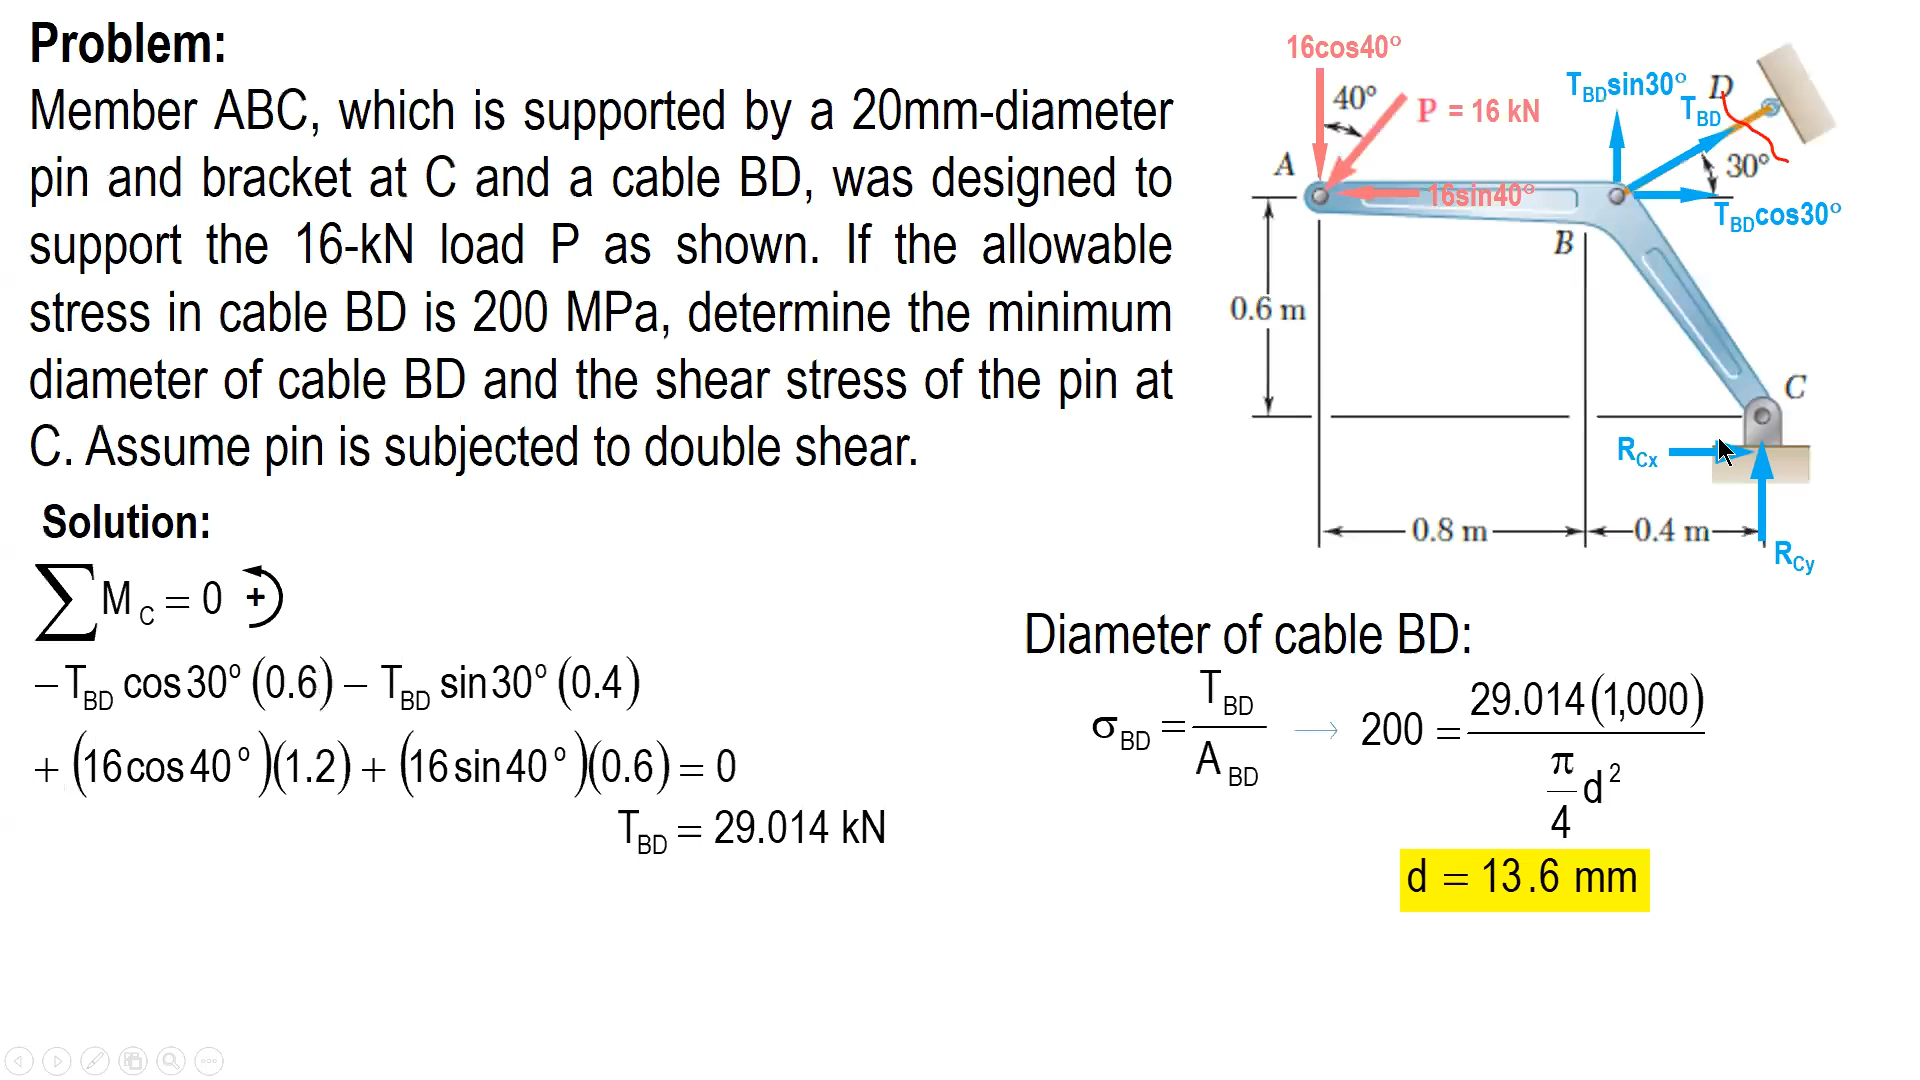 Problem:
Member ABC, which is supported by a 20mm-diameter
pin and bracket at C and a cable BD, was designed to
support the 16-kN load P as shown. If the allowable
stress in cable BD is 200 MPa, determine the minimum
diameter of cable BD and the shear stress of the pin at
C. Assume pin is subjected to double shear.
Solution:
∑M_C = 0 +
− T_BD cos30º (0.6) − T_BD sin30º (0.4)
+ (16cos40º)(1.2) + (16sin40º)(0.6) = 0
T_BD = 29.014 kN
16cos40°
40°
P = 16 kN
A
16sin40°
T_BDsin30°
D
T_BD
30°
T_BDcos30°
B
0.6 m
C
R_Cx
0.8 m
0.4 m
R_Cy
Diameter of cable BD:
σ_BD = T_BD / A_BD → 200 = 29.014(1,000) / (π/4 d²)
d = 13.6 mm